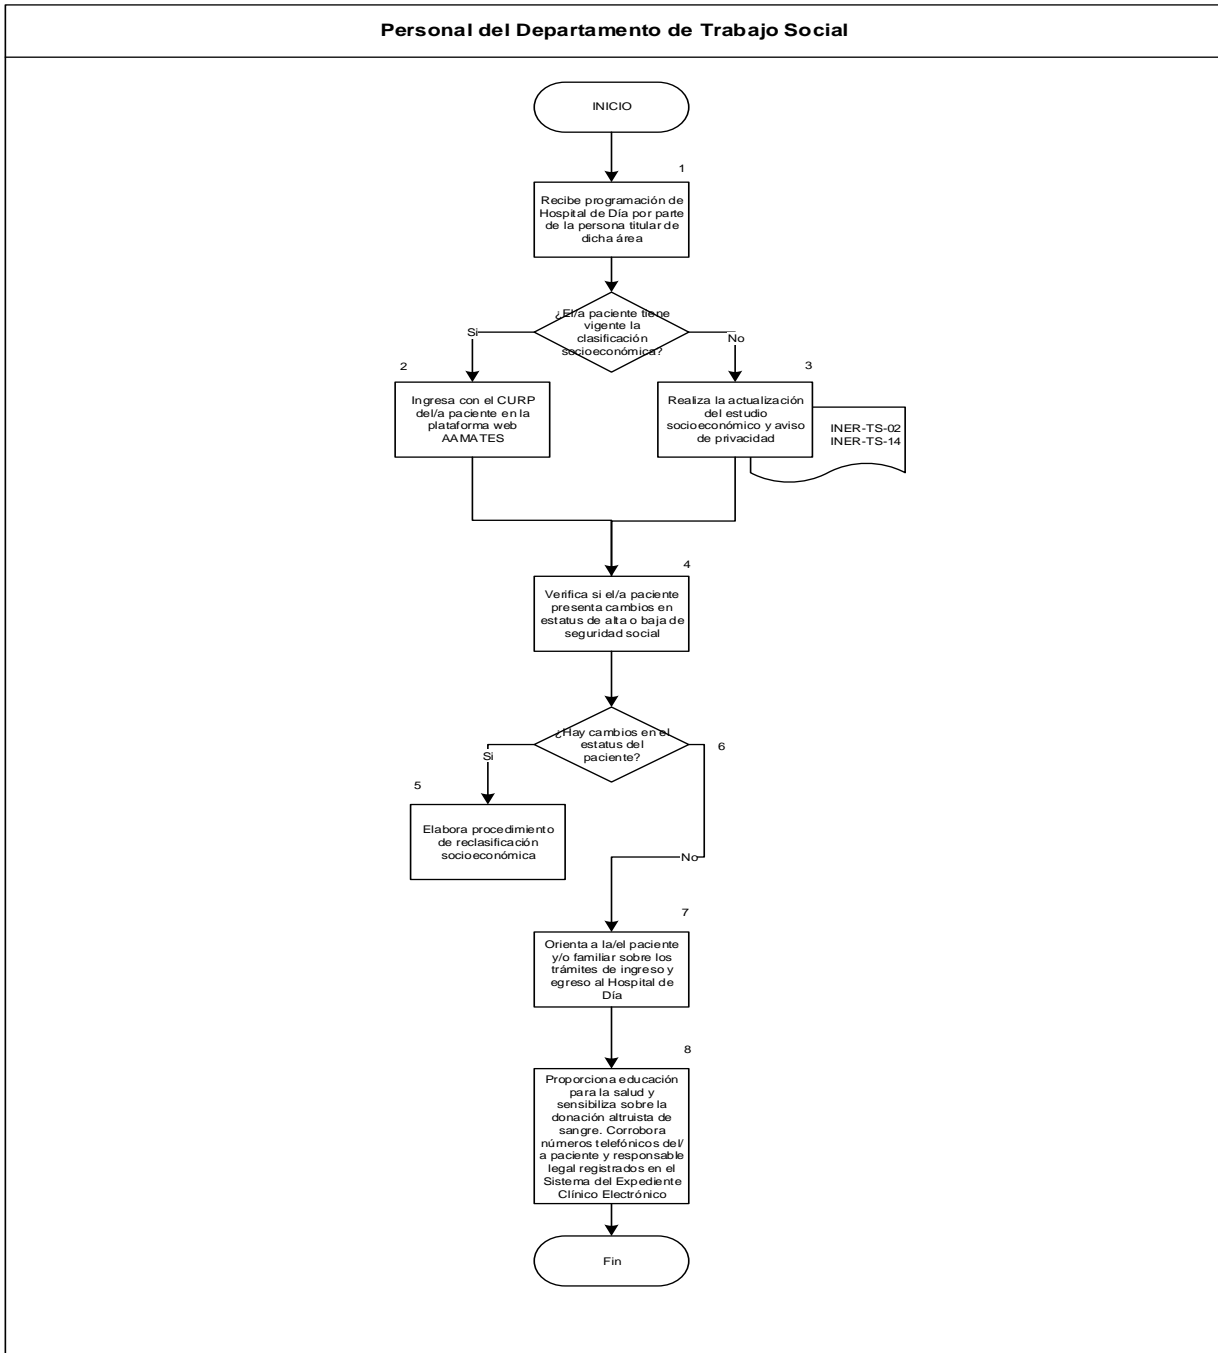 Personal del Departamento de Trabajo Social
INICIO
1
Recibe programación de
Hospital de Día por parte
de la persona titular de
dicha área
¿El/a paciente tiene
vigente la
clasificación
socioeconómica?
Si
No
2
Ingresa con el CURP
del/a paciente en la
plataforma web
AAMATES
3
Realiza la actualización
del estudio
socioeconómico y aviso
de privacidad
INER-TS-02
INER-TS-14
4
Verifica si el/a paciente
presenta cambios en
estatus de alta o baja de
seguridad social
¿Hay cambios en el
estatus del
paciente?
6
Si
5
Elabora procedimiento
de reclasificación
socioeconómica
No
7
Orienta a la/el paciente
y/o familiar sobre los
trámites de ingreso y
egreso al Hospital de
Día
8
Proporciona educación
para la salud y
sensibiliza sobre la
donación altruista de
sangre. Corrobora
números telefónicos del/
a paciente y responsable
legal registrados en el
Sistema del Expediente
Clínico Electrónico
Fin